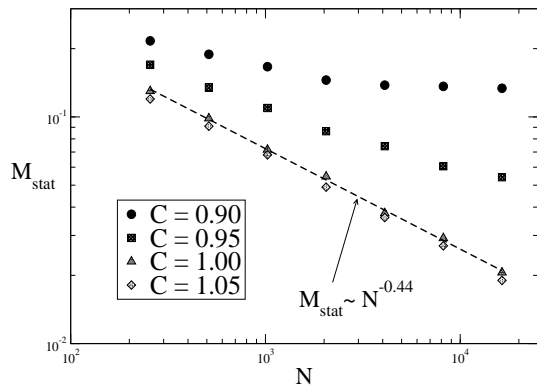 10^-1
M_stat
C = 0.90
C = 0.95
C = 1.00
C = 1.05
M_stat ~ N^-0.44
10^-2
10^2
10^3
10^4
N